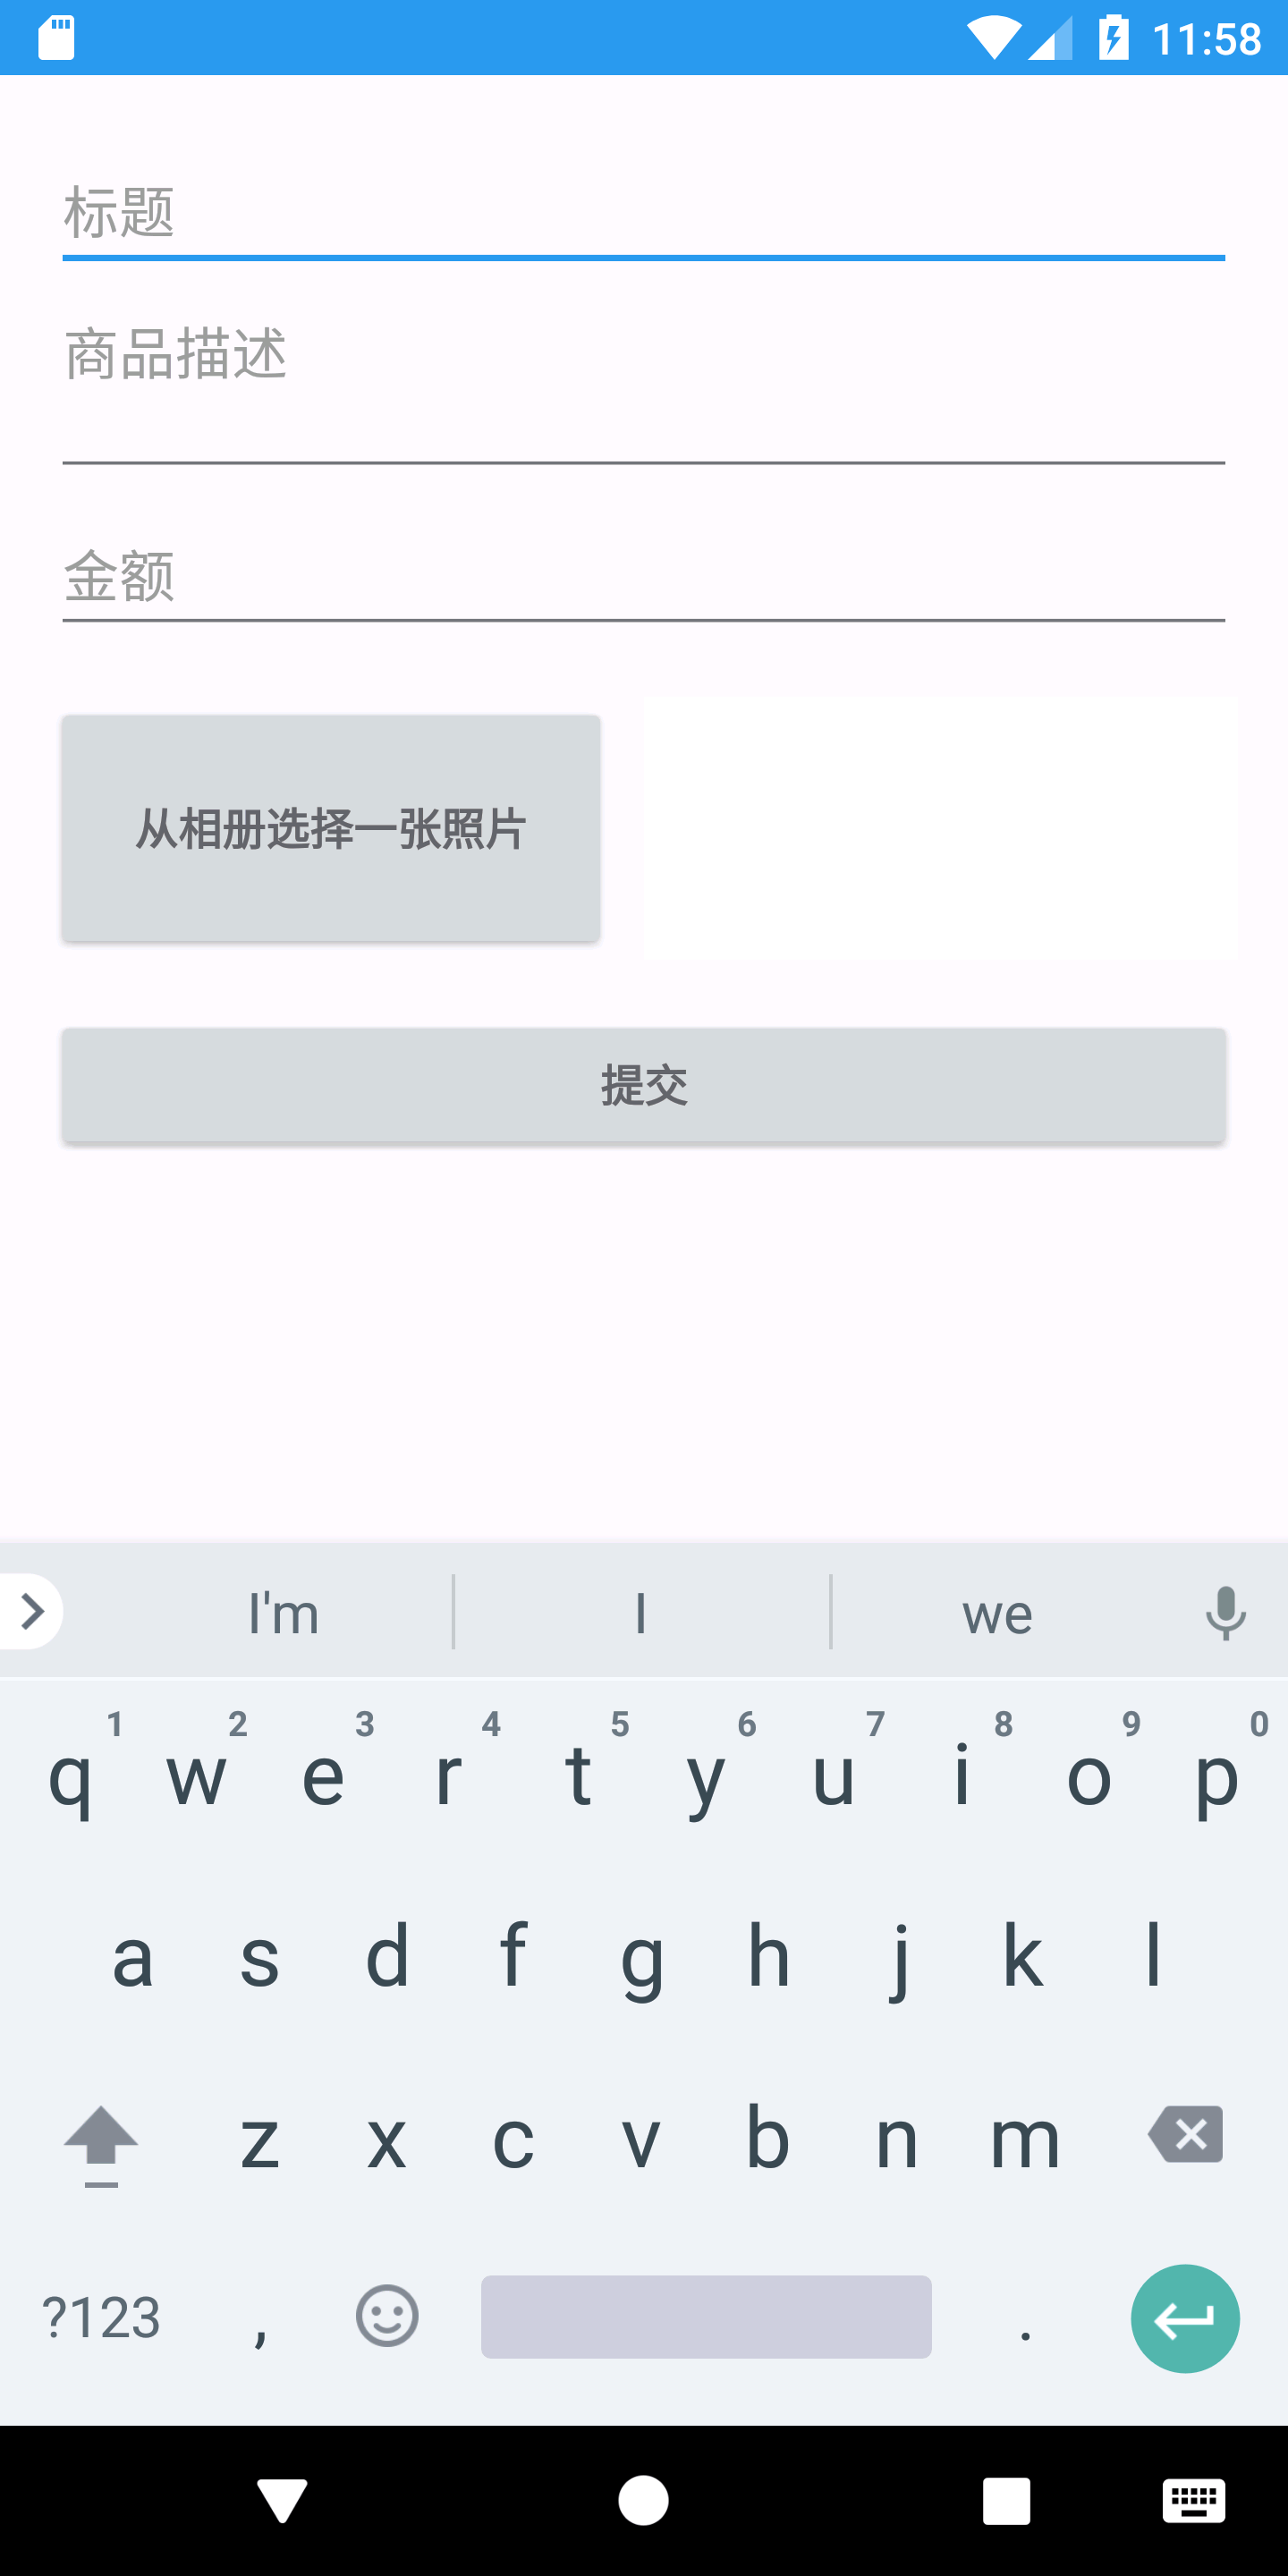 11:58
标题
商品描述
金额
从相册选择一张照片
提交
I'm I we
1 2 3 4 5 6 7 8 9 0
q w e r t y u i o p
a s d f g h j k l
z x c v b n m
?123 , .